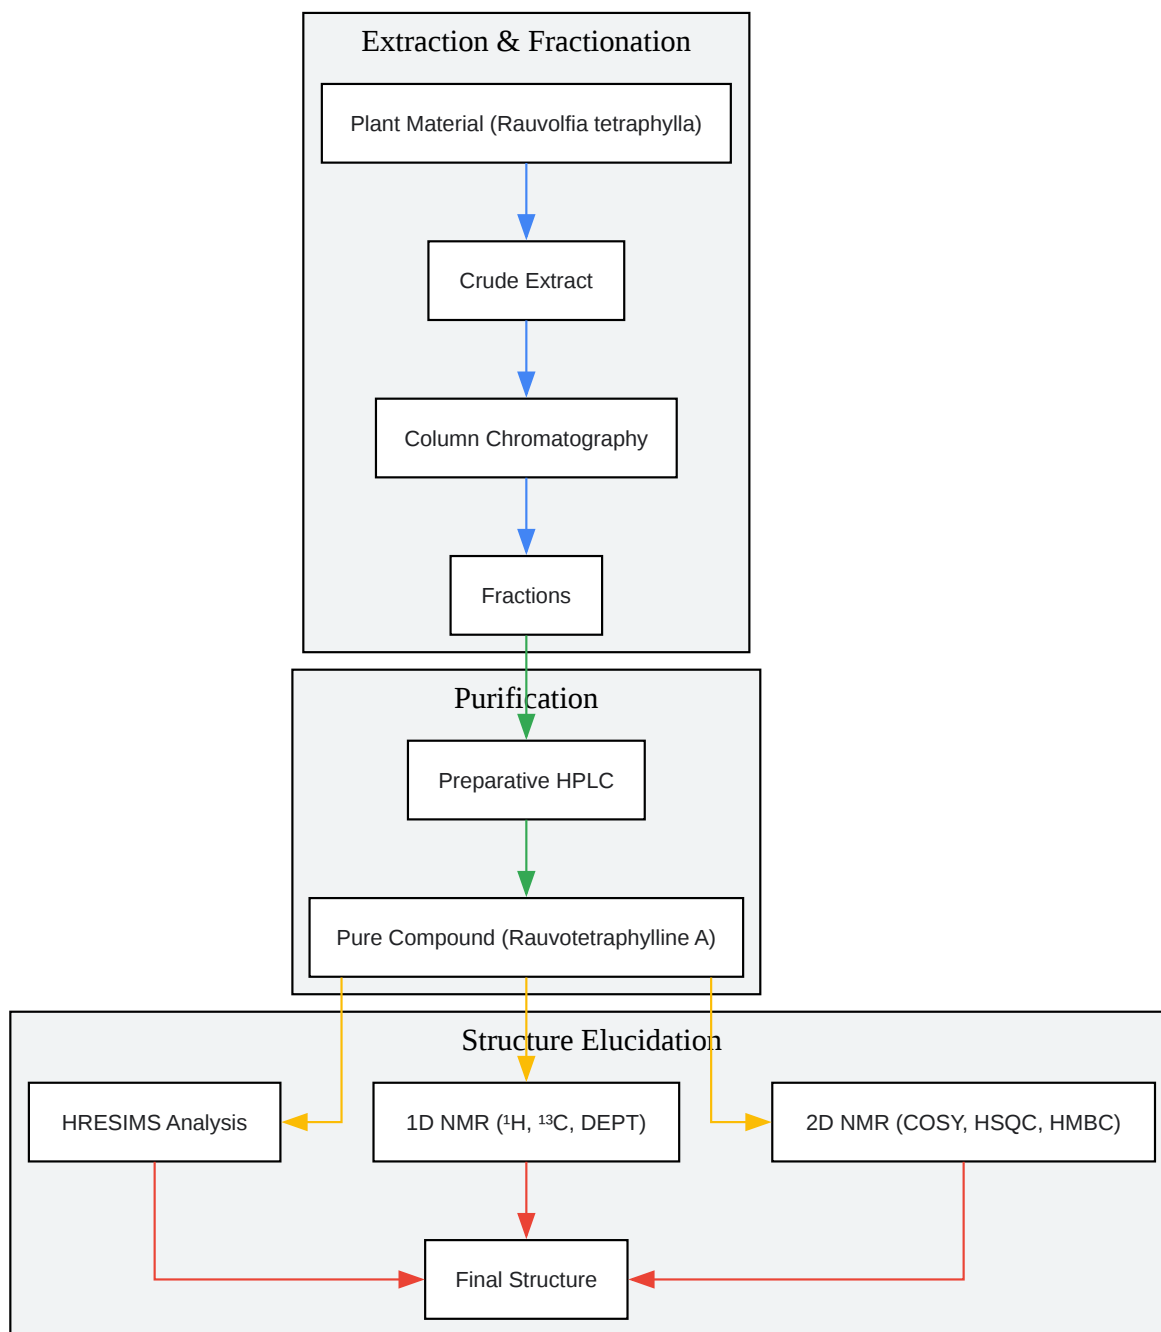 Extraction & Fractionation
Plant Material (Rauvolfia tetraphylla)
Crude Extract
Column Chromatography
Fractions
Purification
Preparative HPLC
Pure Compound (Rauvotetraphylline A)
Structure Elucidation
HRESIMS Analysis
1D NMR (¹H, ¹³C, DEPT)
2D NMR (COSY, HSQC, HMBC)
Final Structure